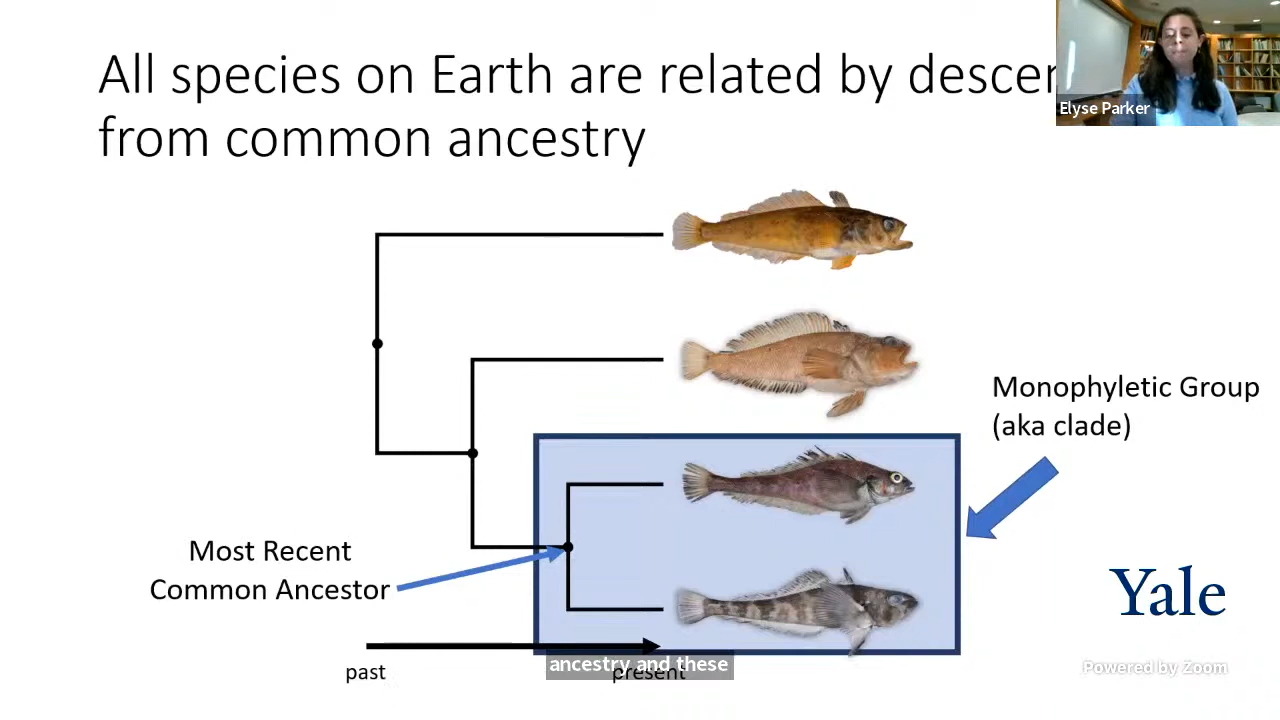 All species on Earth are related by descen
from common ancestry
Elyse Parker
Monophyletic Group
(aka clade)
Most Recent
Common Ancestor
Yale
past
present
ancestry and these
Powered by Zoom